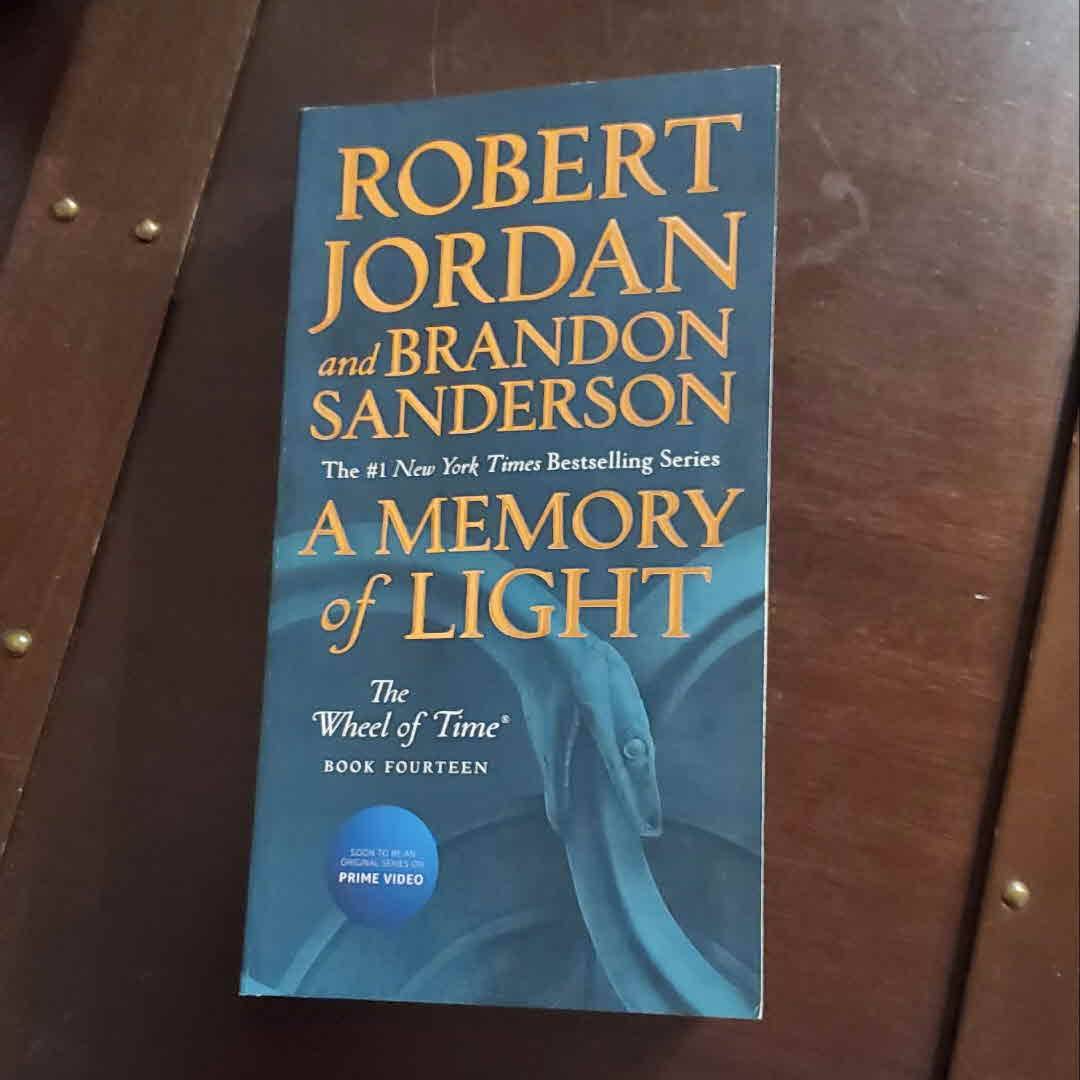 ROBERT
JORDAN
and BRANDON
SANDERSON
The #1 New York Times Bestselling Series
A MEMORY
of LIGHT
The
Wheel of Time®
BOOK FOURTEEN
SOON TO BE AN
ORIGINAL SERIES ON
PRIME VIDEO